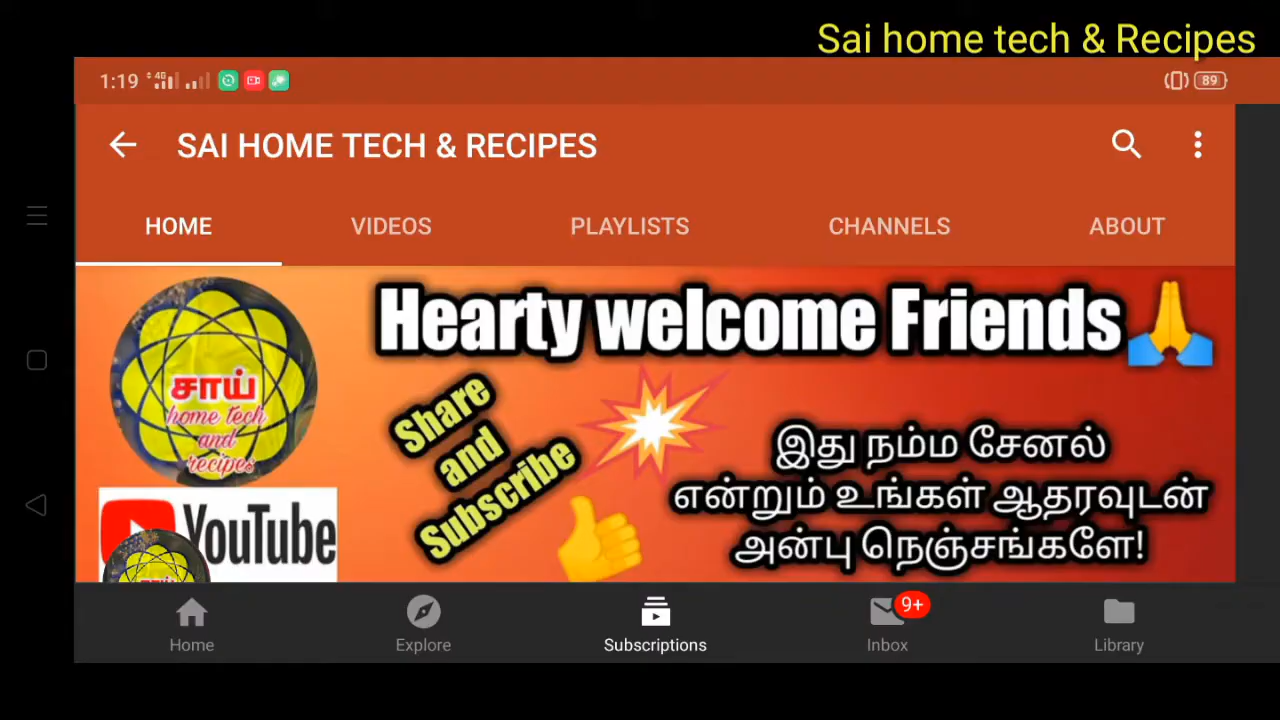 Sai home tech & Recipes
1:19 4G 89
SAI HOME TECH & RECIPES
HOME VIDEOS PLAYLISTS CHANNELS ABOUT
Hearty welcome Friends
சாய்
home tech
and
recipes
Share
and
Subscribe
இது நம்ம சேனல்
என்றும் உங்கள் ஆதரவுடன்
அன்பு நெஞ்சங்களே!
YouTube
9+
Home Explore Subscriptions Inbox Library